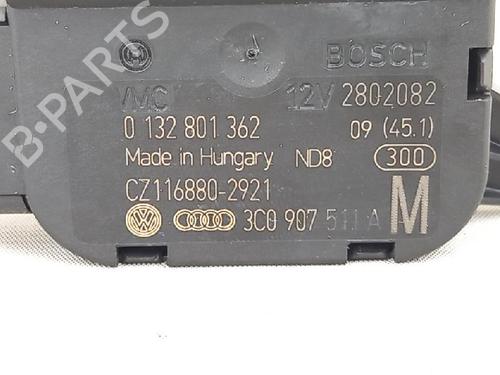 BOSCH
VMC 12V 2802082
0 132 801 362 09 (45.1)
Made in Hungary ND8 300
CZ116880-2921
3C0 907 511 A M
B-PARTS